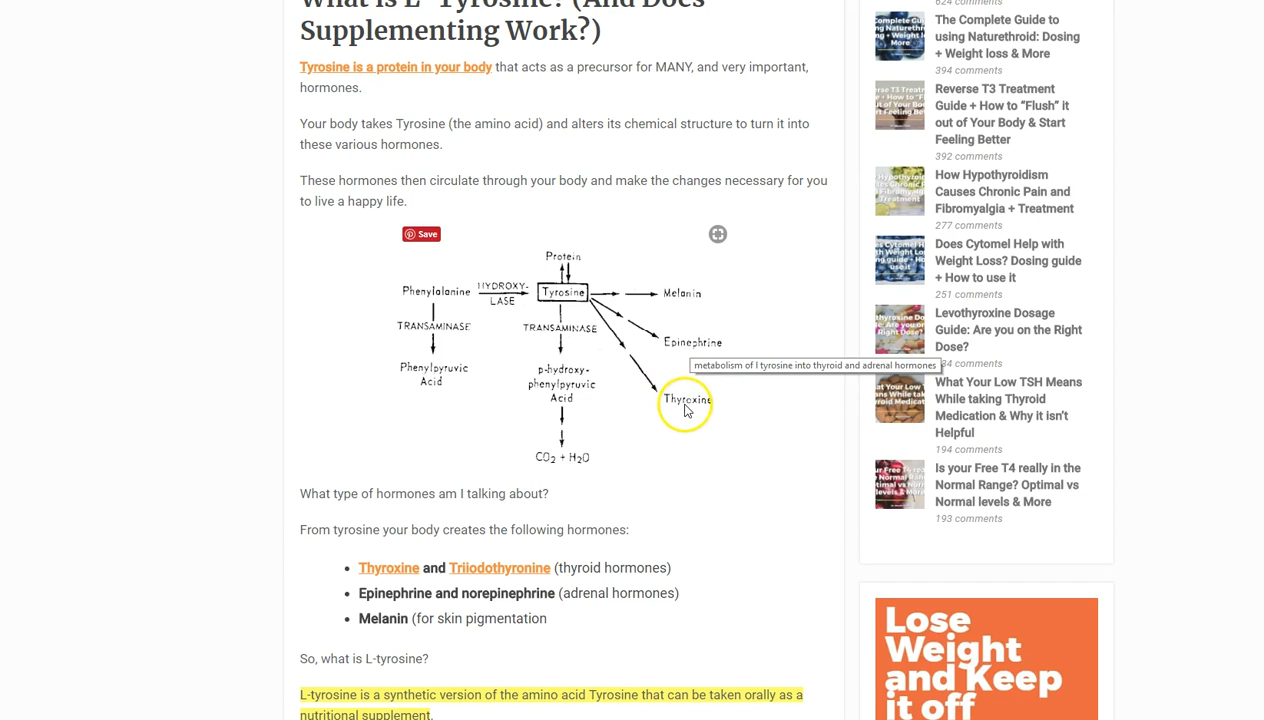 What is L-Tyrosine? (And Does
Supplementing Work?)
Tyrosine is a protein in your body that acts as a precursor for MANY, and very important,
hormones.
Your body takes Tyrosine (the amino acid) and alters its chemical structure to turn it into
these various hormones.
These hormones then circulate through your body and make the changes necessary for you
to live a happy life.
Save
Protein
Phenylalanine
HYDROXY-
LASE
Tyrosine
Melanin
TRANSAMINASE
TRANSAMINASE
Epinephrine
metabolism of l tyrosine into thyroid and adrenal hormones
Phenylpyruvic
Acid
p-hydroxy-
phenylpyruvic
Acid
Thyroxine
CO2 + H2O
What type of hormones am I talking about?
From tyrosine your body creates the following hormones:
• Thyroxine and Triiodothyronine (thyroid hormones)
• Epinephrine and norepinephrine (adrenal hormones)
• Melanin (for skin pigmentation
So, what is L-tyrosine?
L-tyrosine is a synthetic version of the amino acid Tyrosine that can be taken orally as a
nutritional supplement.
624 comments
The Complete Guide to
using Naturethroid: Dosing
+ Weight loss & More
394 comments
Reverse T3 Treatment
Guide + How to “Flush” it
out of Your Body & Start
Feeling Better
392 comments
How Hypothyroidism
Causes Chronic Pain and
Fibromyalgia + Treatment
277 comments
Does Cytomel Help with
Weight Loss? Dosing guide
+ How to use it
251 comments
Levothyroxine Dosage
Guide: Are you on the Right
Dose?
comments
What Your Low TSH Means
While taking Thyroid
Medication & Why it isn’t
Helpful
194 comments
Is your Free T4 really in the
Normal Range? Optimal vs
Normal levels & More
193 comments
Lose
Weight
and Keep
it off